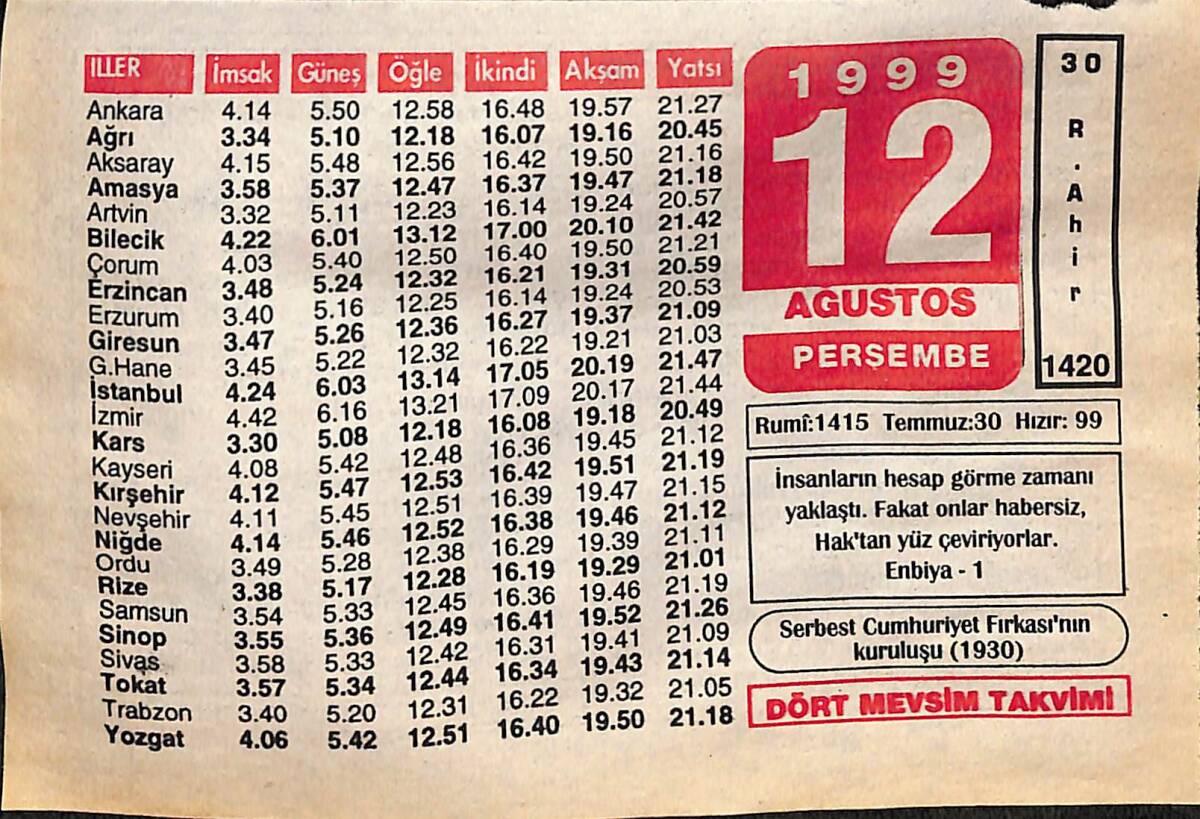 İLLER İmsak Güneş Öğle İkindi Akşam Yatsı
Ankara 4.14 5.50 12.58 16.48 19.57 21.27
Ağrı 3.34 5.10 12.18 16.07 19.16 20.45
Aksaray 4.15 5.48 12.56 16.42 19.50 21.16
Amasya 3.58 5.37 12.47 16.37 19.47 21.18
Artvin 3.32 5.11 12.23 16.14 19.24 20.57
Bilecik 4.22 6.01 13.12 17.00 20.10 21.42
Çorum 4.03 5.40 12.50 16.40 19.50 21.21
Erzincan 3.48 5.24 12.32 16.21 19.31 20.59
Erzurum 3.40 5.16 12.25 16.14 19.24 20.53
Giresun 3.47 5.26 12.36 16.27 19.37 21.09
G.Hane 3.45 5.22 12.32 16.22 19.21 21.03
İstanbul 4.24 6.03 13.14 17.05 20.19 21.47
İzmir 4.42 6.16 13.21 17.09 20.17 21.44
Kars 3.30 5.08 12.18 16.08 19.18 20.49
Kayseri 4.08 5.42 12.48 16.36 19.45 21.12
Kırşehir 4.12 5.47 12.53 16.42 19.51 21.19
Nevşehir 4.11 5.45 12.51 16.39 19.47 21.15
Niğde 4.14 5.46 12.52 16.38 19.46 21.12
Ordu 3.49 5.28 12.38 16.29 19.39 21.11
Rize 3.38 5.17 12.28 16.19 19.29 21.01
Samsun 3.54 5.33 12.45 16.36 19.46 21.19
Sinop 3.55 5.36 12.49 16.41 19.52 21.26
Sivas 3.58 5.33 12.42 16.31 19.41 21.09
Tokat 3.57 5.34 12.44 16.34 19.43 21.14
Trabzon 3.40 5.20 12.31 16.22 19.32 21.05
Yozgat 4.06 5.42 12.51 16.40 19.50 21.18
1999
12
AĞUSTOS
PERŞEMBE
30
R.Ahir
1420
Rumî:1415 Temmuz:30 Hızır: 99
İnsanların hesap görme zamanı
yaklaştı. Fakat onlar habersiz,
Hak'tan yüz çeviriyorlar.
Enbiya - 1
Serbest Cumhuriyet Fırkası'nın
kuruluşu (1930)
DÖRT MEVSİM TAKVİMİ